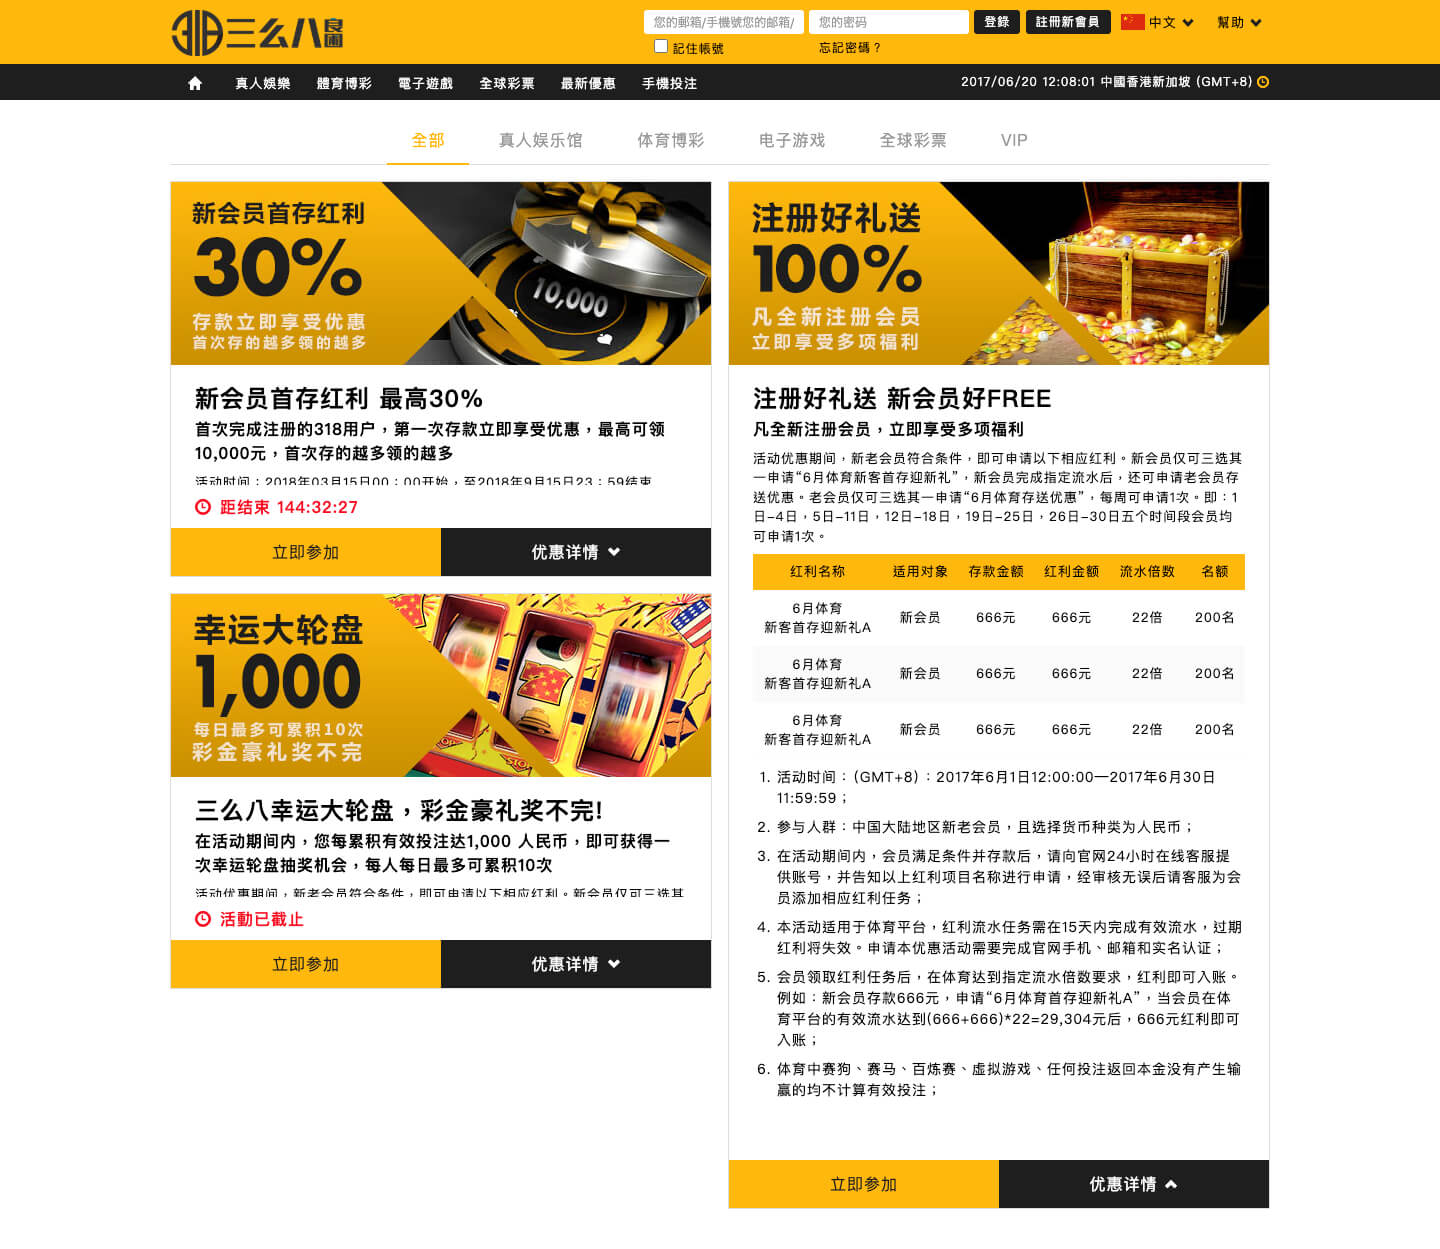 三么八良闹
您的郵箱/手機號您的邮箱/
您的密码
登錄
註冊新會員
中文
幫助
記住帳號
忘記密碼？
真人娛樂 體育博彩 電子遊戲 全球彩票 最新優惠 手機投注
2017/06/20 12:08:01 中國香港新加坡 (GMT+8)
全部 真人娱乐馆 体育博彩 电子游戏 全球彩票 VIP
新会员首存红利
30%
存款立即享受优惠
首次存的越多领的越多
10,000
新会员首存红利 最高30%
首次完成注册的318用户，第一次存款立即享受优惠，最高可领
10,000元，首次存的越多领的越多
活动时间：2018年03月15日00：00开始，至2018年9月15日23：59结束
距结束 144:32:27
立即参加
优惠详情
幸运大轮盘
1,000
每日最多可累积10次
彩金豪礼奖不完
三么八幸运大轮盘，彩金豪礼奖不完!
在活动期间内，您每累积有效投注达1,000 人民币，即可获得一
次幸运轮盘抽奖机会，每人每日最多可累积10次
活动优惠期间，新老会员符合条件，即可申请以下相应红利。新会员仅可三选其
活動已截止
立即参加
优惠详情
注册好礼送
100%
凡全新注册会员
立即享受多项福利
注册好礼送 新会员好FREE
凡全新注册会员，立即享受多项福利
活动优惠期间，新老会员符合条件，即可申请以下相应红利。新会员仅可三选其
一申请“6月体育新客首存迎新礼”，新会员完成指定流水后，还可申请老会员存
送优惠。老会员仅可三选其一申请“6月体育存送优惠”，每周可申请1次。即：1
日–4日，5日–11日，12日–18日，19日–25日，26日–30日五个时间段会员均
可申请1次。
红利名称 适用对象 存款金额 红利金额 流水倍数 名额
6月体育
新客首存迎新礼A 新会员 666元 666元 22倍 200名
6月体育
新客首存迎新礼A 新会员 666元 666元 22倍 200名
6月体育
新客首存迎新礼A 新会员 666元 666元 22倍 200名
1. 活动时间：(GMT+8)：2017年6月1日12:00:00—2017年6月30日
11:59:59；
2. 参与人群：中国大陆地区新老会员，且选择货币种类为人民币；
3. 在活动期间内，会员满足条件并存款后，请向官网24小时在线客服提
供账号，并告知以上红利项目名称进行申请，经审核无误后请客服为会
员添加相应红利任务；
4. 本活动适用于体育平台，红利流水任务需在15天内完成有效流水，过期
红利将失效。申请本优惠活动需要完成官网手机、邮箱和实名认证；
5. 会员领取红利任务后，在体育达到指定流水倍数要求，红利即可入账。
例如：新会员存款666元，申请“6月体育首存迎新礼A”，当会员在体
育平台的有效流水达到(666+666)*22=29,304元后，666元红利即可
入账；
6. 体育中赛狗、赛马、百炼赛、虚拟游戏、任何投注返回本金没有产生输
赢的均不计算有效投注；
立即参加
优惠详情